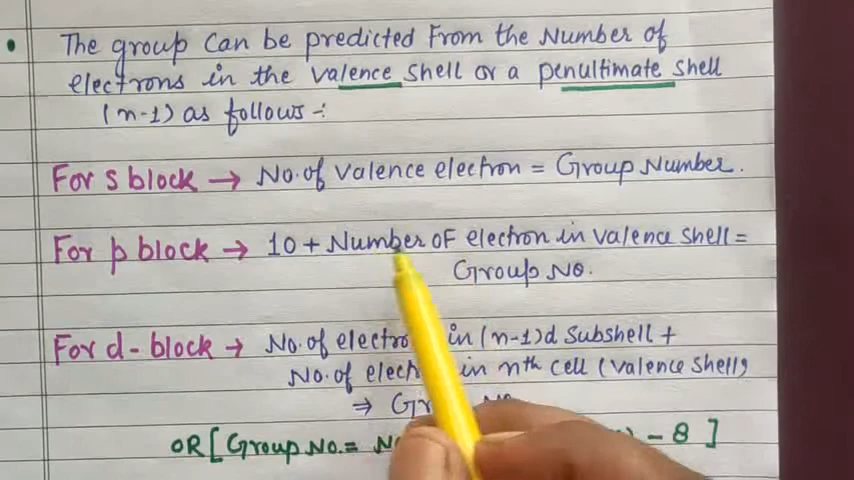 The group can be predicted From the Number of
electrons in the valence shell or a penultimate shell
(n-1) as follows :-
For s block → No. of valence electron = Group Number.
For p block → 10 + Number of electron in valence shell =
Group No.
For d - block → No. of in (n-1)d subshell +
No. of in nth cell (valence shell)
⇒
OR [Group No. = - 8 ]